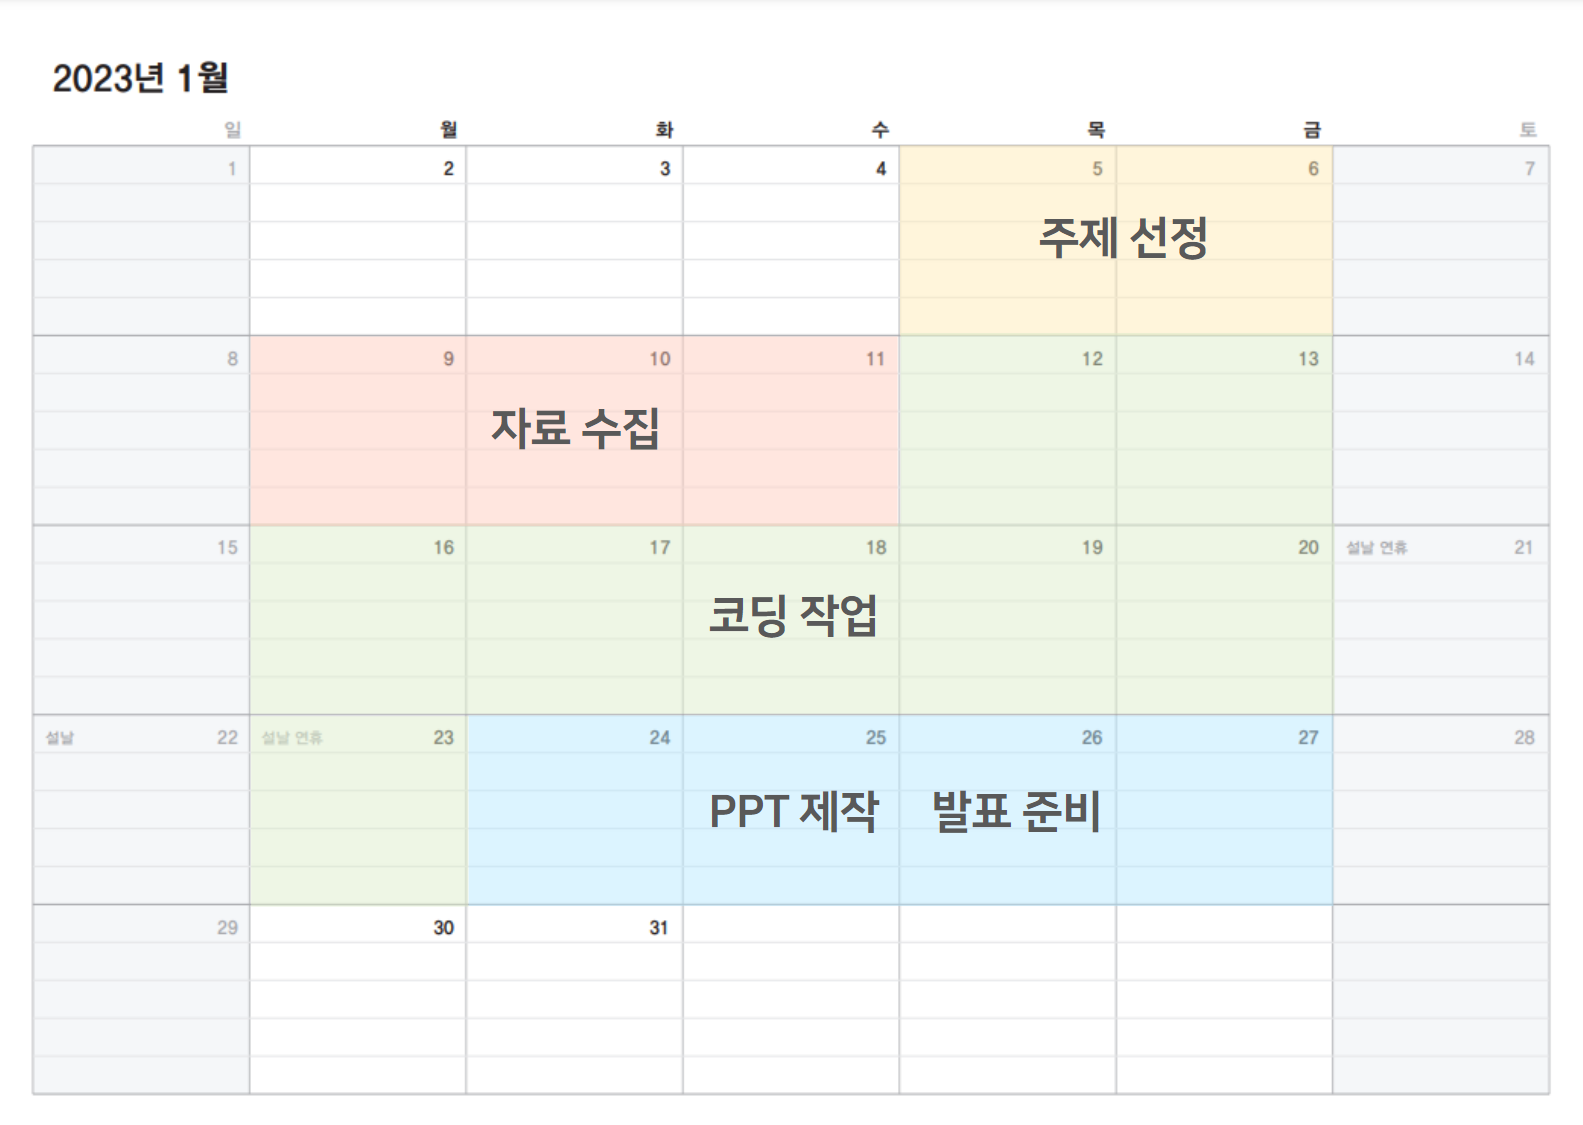 2023년 1월
일 월 화 수 목 금 토
1 2 3 4 5 6 7
주제 선정
8 9 10 11 12 13 14
자료 수집
15 16 17 18 19 20 설날 연휴 21
코딩 작업
설날 22 설날 연휴 23 24 25 26 27 28
PPT 제작 발표 준비
29 30 31